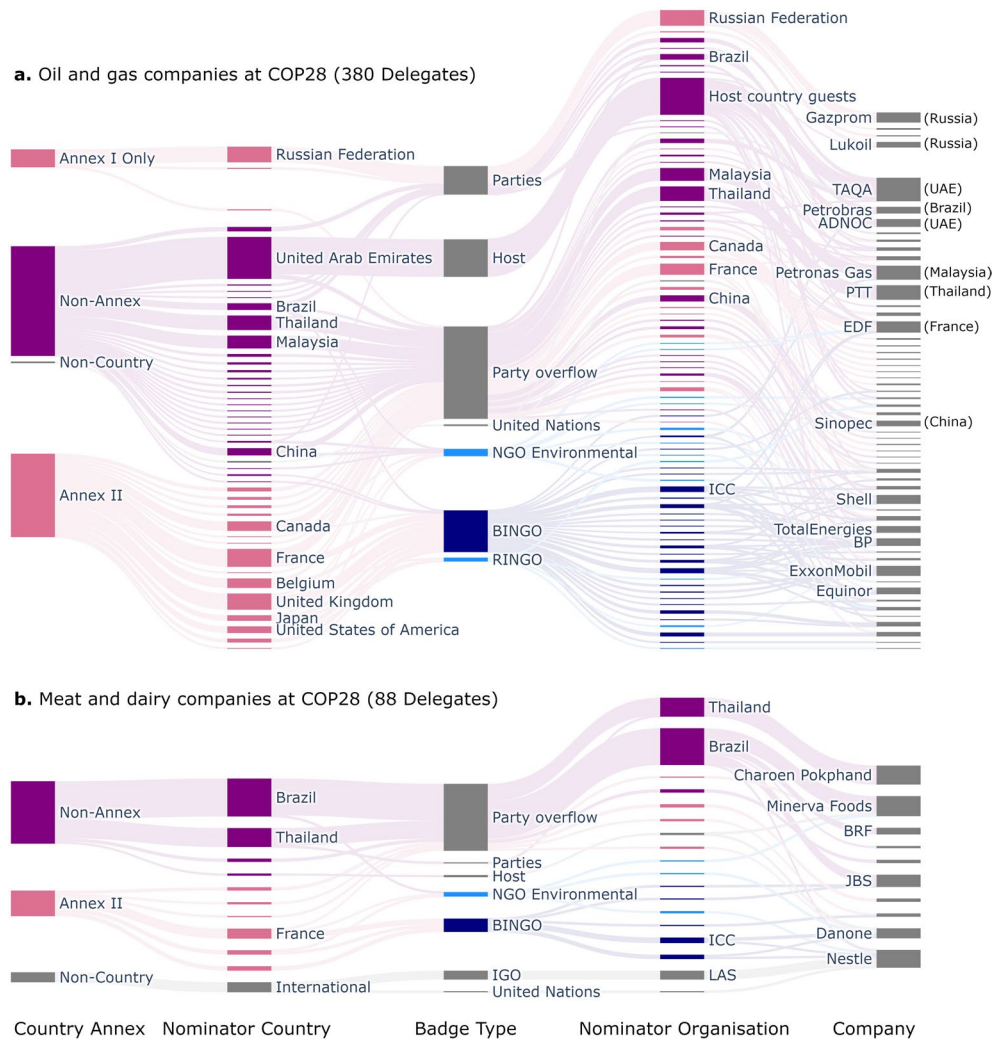 a. Oil and gas companies at COP28 (380 Delegates)
Annex I Only
Non-Annex
Non-Country
Annex II
Russian Federation
United Arab Emirates
Brazil
Thailand
Malaysia
China
Canada
France
Belgium
United Kingdom
Japan
United States of America
Parties
Host
Party overflow
United Nations
NGO Environmental
BINGO
RINGO
Russian Federation
Brazil
Host country guests
Malaysia
Thailand
Canada
France
China
ICC
Gazprom (Russia)
Lukoil (Russia)
TAQA (UAE)
Petrobras (Brazil)
ADNOC (UAE)
Petronas Gas (Malaysia)
PTT (Thailand)
EDF (France)
Sinopec (China)
Shell
TotalEnergies
BP
ExxonMobil
Equinor
b. Meat and dairy companies at COP28 (88 Delegates)
Non-Annex
Annex II
Non-Country
Brazil
Thailand
France
International
Party overflow
Parties
Host
NGO Environmental
BINGO
IGO
United Nations
Thailand
Brazil
ICC
LAS
Charoen Pokphand
Minerva Foods
BRF
JBS
Danone
Nestle
Country Annex Nominator Country Badge Type Nominator Organisation Company